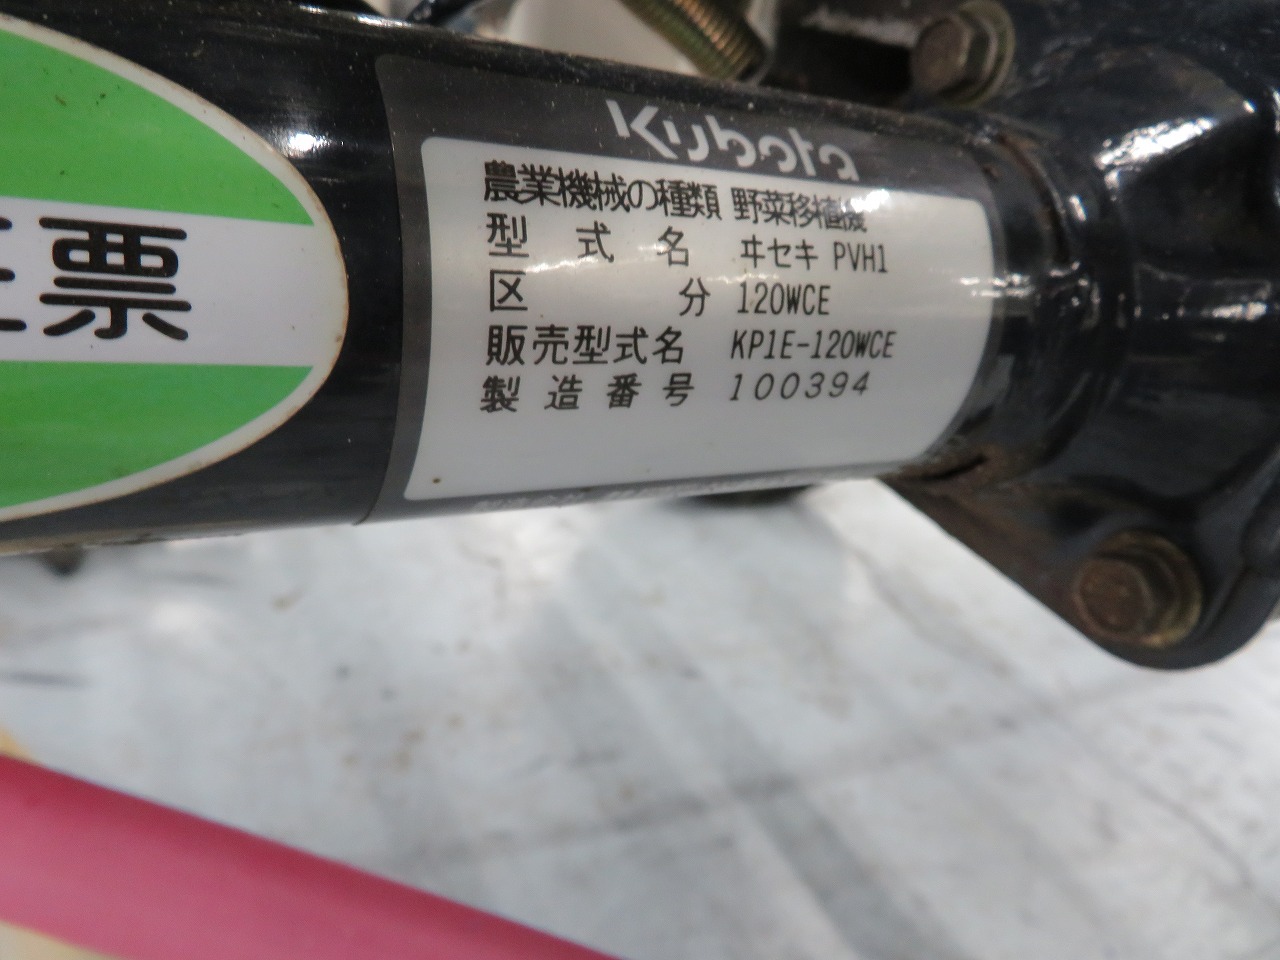 Kubota
農業機械の種類 野菜移植機
型式名 ヰセキ PVH1
区分 120WCE
販売型式名 KP1E-120WCE
製造番号 100394
票